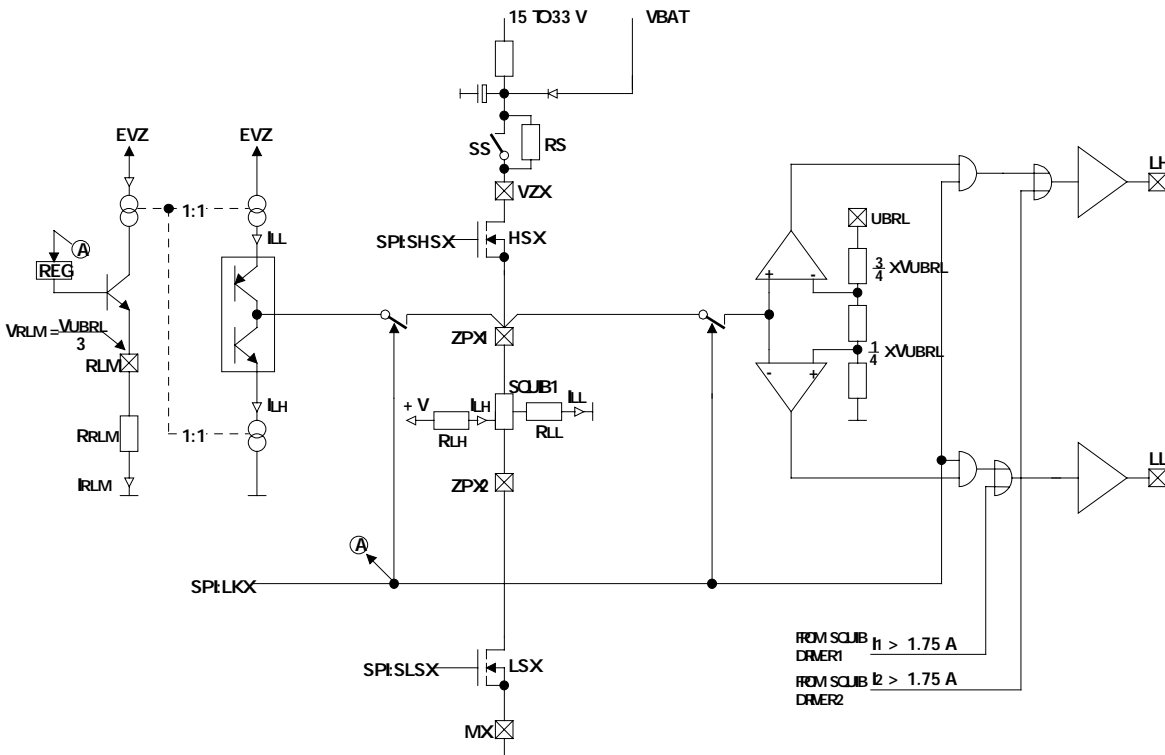 15 TO33 V
VBAT
EVZ
EVZ
SS
RS
VZX
1:1
ILL
A
REG
SPI:SHSX
HSX
UBRL
3/4 XVUBRL
LH
VRLM = VUBRL/3
RLM
ZPX1
1/4 XVUBRL
SQUIB1
+ V
ILH
ILL
RLH
RLL
ILH
RRLM
1:1
IRLM
ZPX2
LL
A
SPI:LKX
FROM SQUIB DRIVER1
I1 > 1.75 A
SPI:SLSX
LSX
FROM SQUIB DRIVER2
I2 > 1.75 A
MX
+
-
-
+